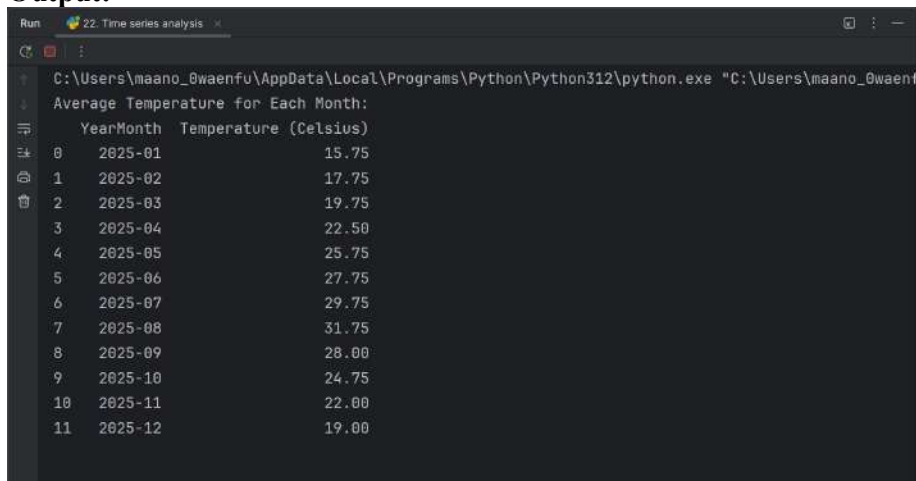 Run 22. Time series analysis
C:\Users\maano_0waenfu\AppData\Local\Programs\Python\Python312\python.exe "C:\Users\maano_0waenf
Average Temperature for Each Month:
YearMonth Temperature (Celsius)
0 2025-01 15.75
1 2025-02 17.75
2 2025-03 19.75
3 2025-04 22.50
4 2025-05 25.75
5 2025-06 27.75
6 2025-07 29.75
7 2025-08 31.75
8 2025-09 28.00
9 2025-10 24.75
10 2025-11 22.00
11 2025-12 19.00